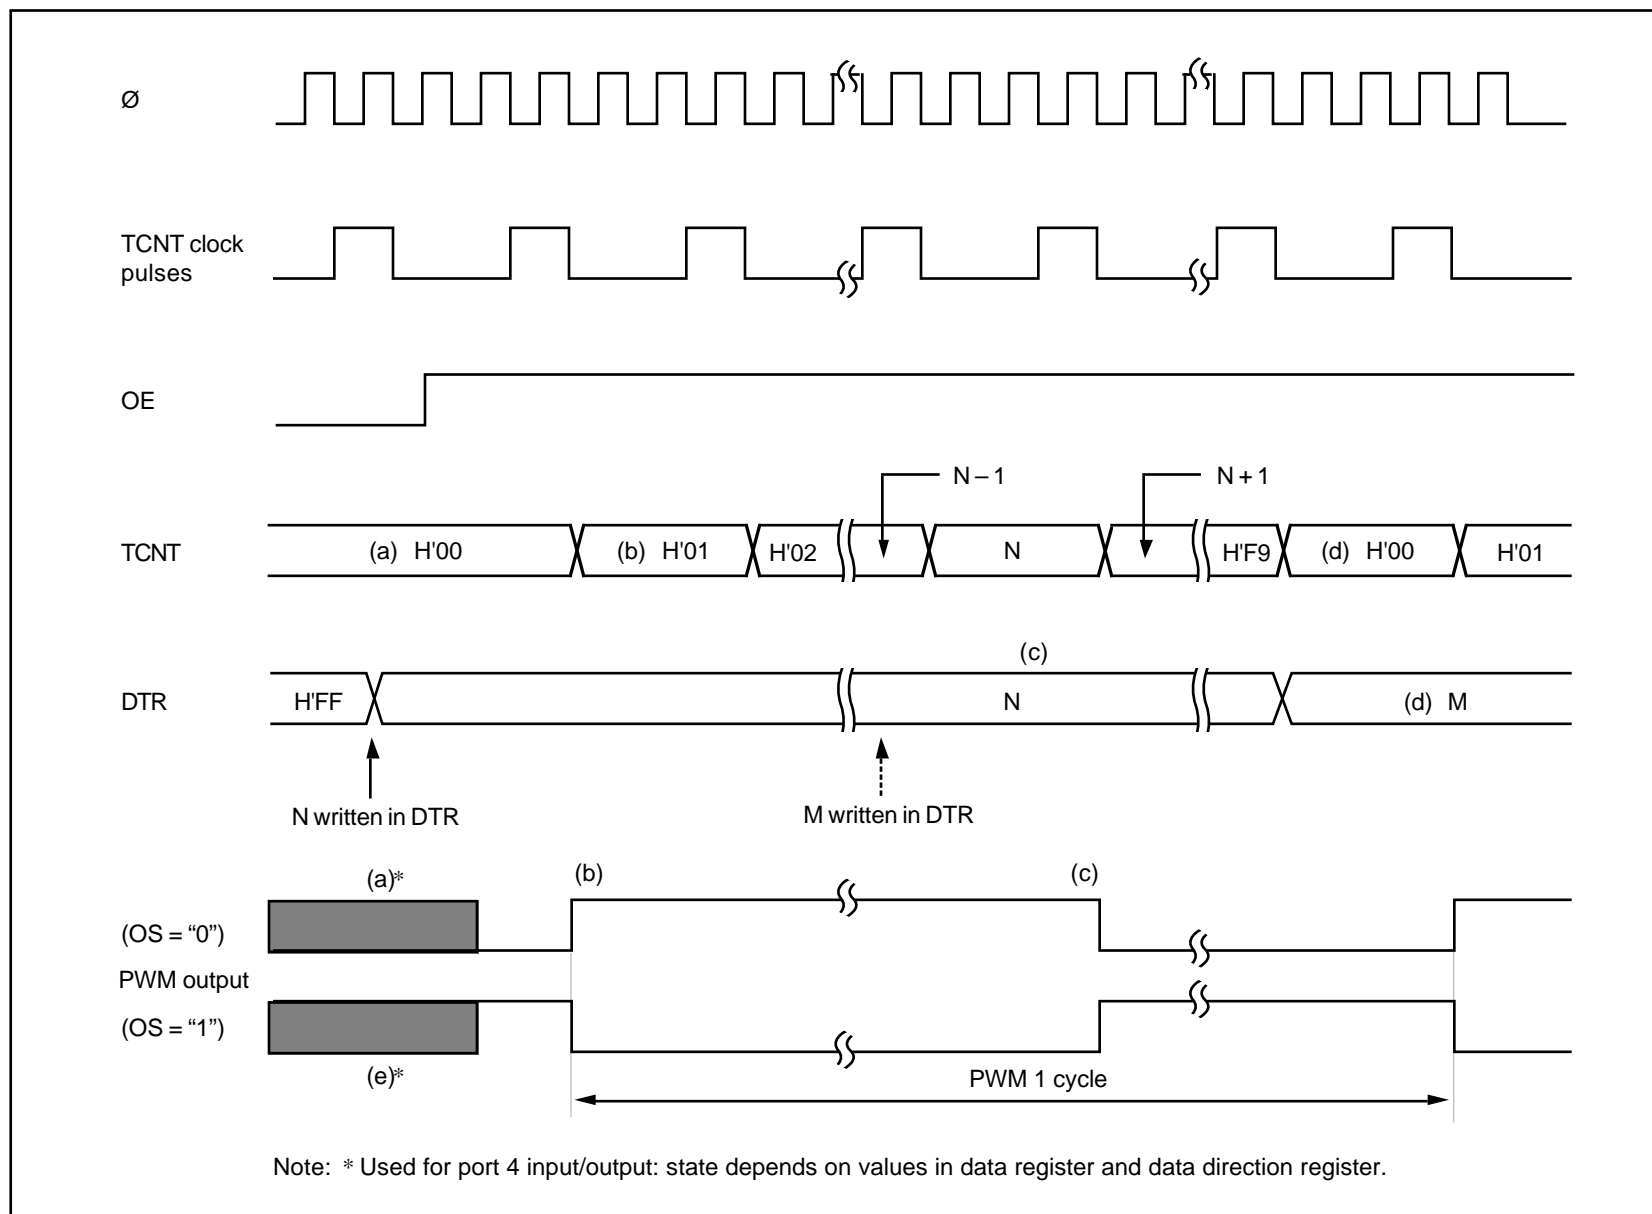 Ø
TCNT clock
pulses
OE
N – 1
N + 1
TCNT
(a) H'00
(b) H'01
H'02
N
H'F9
(d) H'00
H'01
(c)
DTR
H'FF
N
(d) M
N written in DTR
M written in DTR
(a)*
(b)
(c)
(OS = “0”)
PWM output
(OS = “1”)
(e)*
PWM 1 cycle
Note: * Used for port 4 input/output: state depends on values in data register and data direction register.